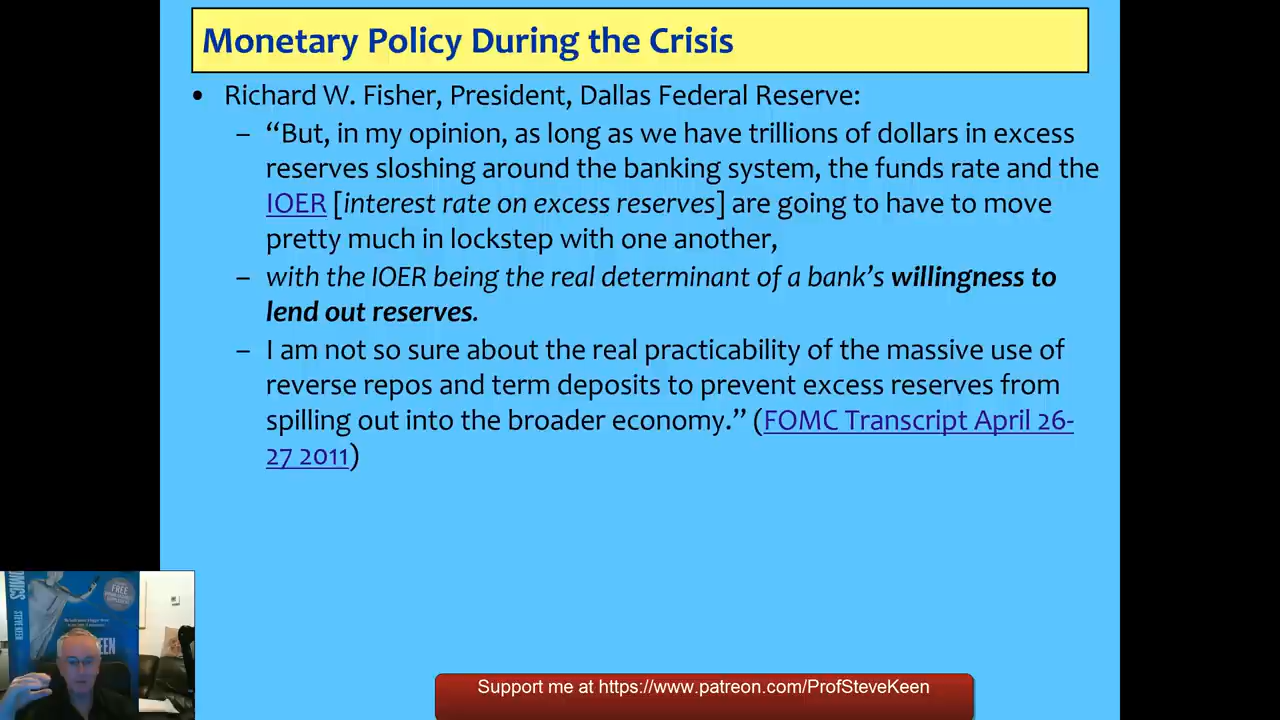 Monetary Policy During the Crisis
• Richard W. Fisher, President, Dallas Federal Reserve:
– “But, in my opinion, as long as we have trillions of dollars in excess
reserves sloshing around the banking system, the funds rate and the
IOER [interest rate on excess reserves] are going to have to move
pretty much in lockstep with one another,
– with the IOER being the real determinant of a bank’s willingness to
lend out reserves.
– I am not so sure about the real practicability of the massive use of
reverse repos and term deposits to prevent excess reserves from
spilling out into the broader economy.” (FOMC Transcript April 26-
27 2011)
FREE
OMICS
STEVE KEEN
EEN
Support me at https://www.patreon.com/ProfSteveKeen